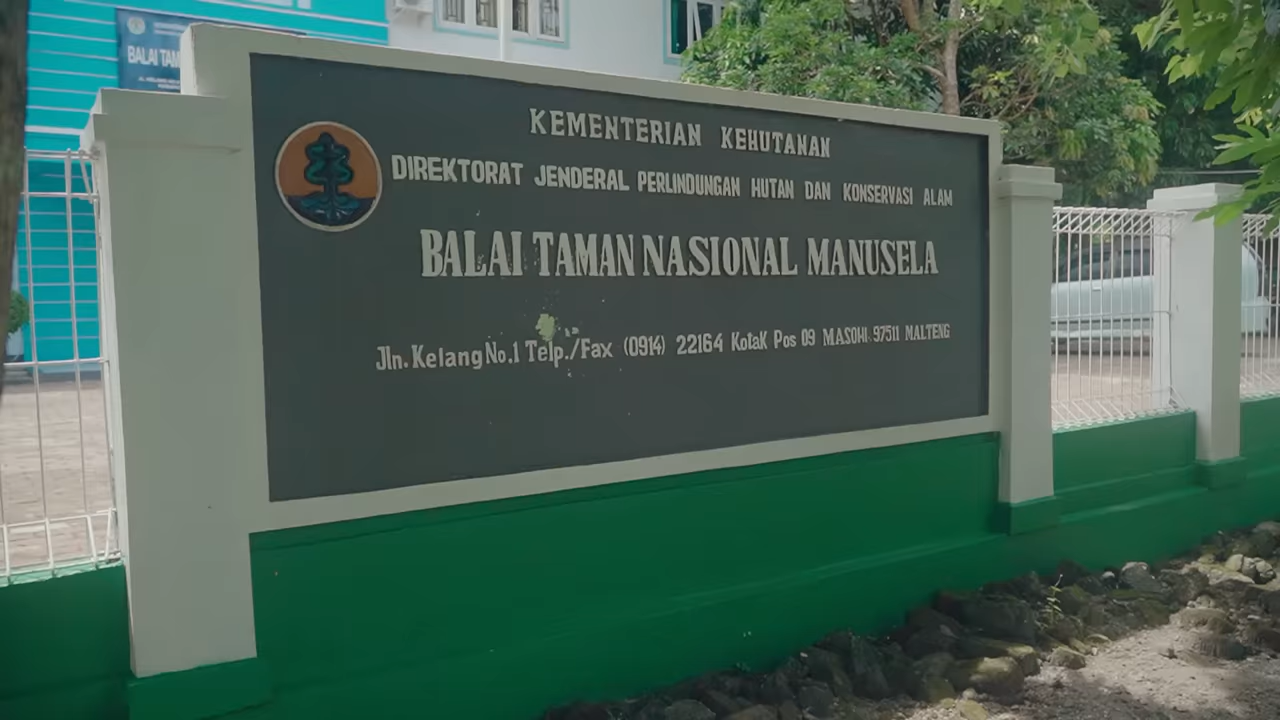 BALAI TAM
KEMENTERIAN KEHUTANAN
DIREKTORAT JENDERAL PERLINDUNGAN HUTAN DAN KONSERVASI ALAM
BALAI TAMAN NASIONAL MANUSELA
Jln. Kelang No.1 Telp./Fax (0914) 22164 Kotak Pos 09 MASOHI 97511 MALTENG